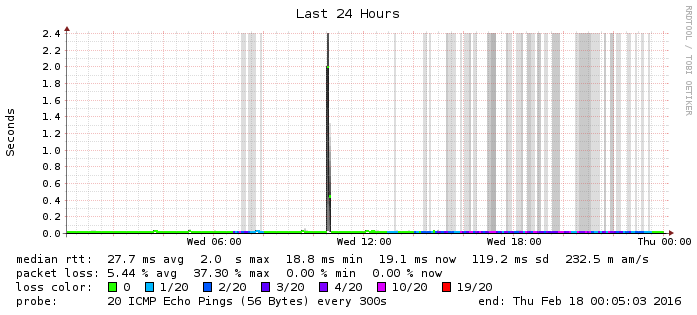 Last 24 Hours
RRDTOOL / TOBI OETIKER
Seconds
2.4
2.2
2.0
1.8
1.6
1.4
1.2
1.0
0.8
0.6
0.4
0.2
0.0
Wed 06:00 Wed 12:00 Wed 18:00 Thu 00:00
median rtt: 27.7 ms avg 2.0 s max 18.8 ms min 19.1 ms now 119.2 ms sd 232.5 m am/s
packet loss: 5.44 % avg 37.30 % max 0.00 % min 0.00 % now
loss color: 0 1/20 2/20 3/20 4/20 10/20 19/20
probe: 20 ICMP Echo Pings (56 Bytes) every 300s end: Thu Feb 18 00:05:03 2016